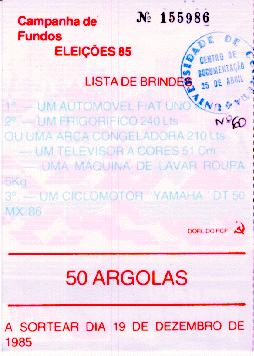 Campanha de
Fundos
ELEIÇÕES 85
Nº 155986
UNIVERSIDADE DE
CENTRO DE
DOCUMENTAÇÃO
25 DE ABRIL
LISTA DE BRINDES
1º — UM AUTOMÓVEL FIAT UNO
2º — UM FRIGORÍFICO 240 Lts
OU UMA ARCA CONGELADORA 210 Lts
— UM TELEVISOR A CORES 51 Cm
— UMA MAQUINA DE LAVAR ROUPA
5Kg
3º — UM CICLOMOTOR YAMAHA DT 50
MX/86
DORL DO PCP
50 ARGOLAS
A SORTEAR DIA 19 DE DEZEMBRO DE
1985